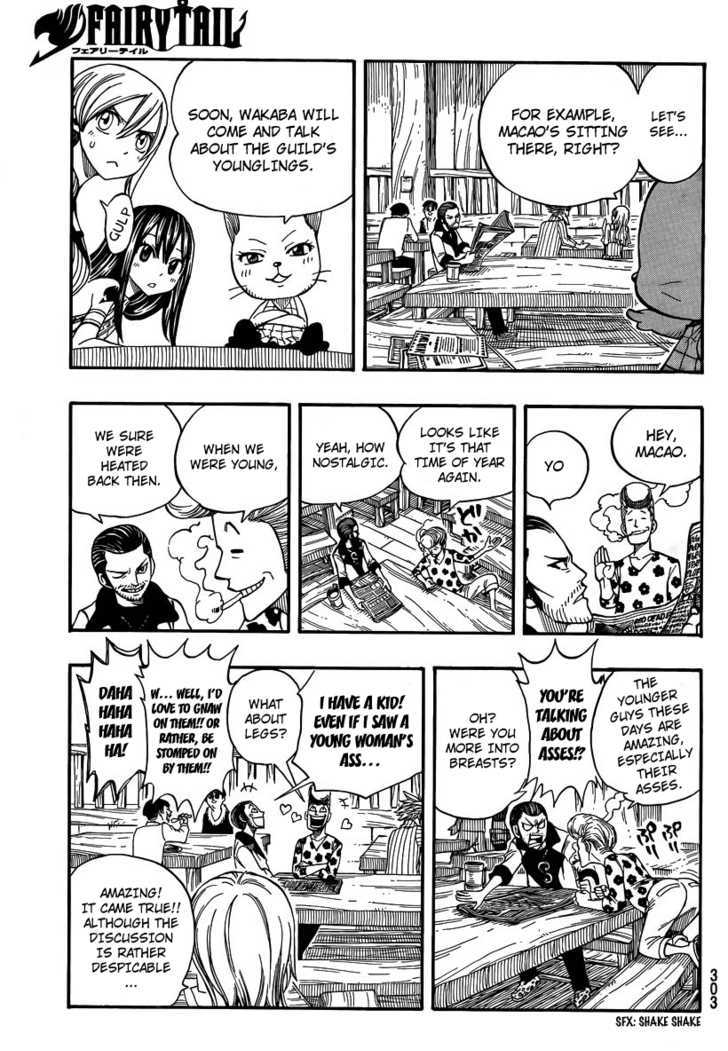 FAIRY TAIL
フェアリーテイル
LET'S
SEE...
FOR EXAMPLE,
MACAO'S SITTING
THERE, RIGHT?
SOON, WAKABA WILL
COME AND TALK
ABOUT THE GUILD'S
YOUNGLINGS.
GULP
HEY,
MACAO.
YO
LOOKS LIKE
IT'S THAT
TIME OF YEAR
AGAIN.
YEAH, HOW
NOSTALGIC.
WHEN WE
WERE YOUNG,
WE SURE
WERE
HEATED
BACK THEN.
THE
YOUNGER
GUYS THESE
DAYS ARE
AMAZING,
ESPECIALLY
THEIR
ASSES.
YOU'RE
TALKING
ABOUT
ASSES!?
OH?
WERE YOU
MORE INTO
BREASTS?
ぷりぷり
SFX: SHAKE SHAKE
I HAVE A KID!
EVEN IF I SAW A
YOUNG WOMAN'S
ASS...
WHAT
ABOUT
LEGS?
W... WELL, I'D
LOVE TO GNAW
ON THEM!! OR
RATHER, BE
STOMPED ON
BY THEM!!
DAHA
HAHA
HAHA
HA!
AMAZING!
IT CAME TRUE!!
ALTHOUGH THE
DISCUSSION
IS RATHER
DESPICABLE
...
303